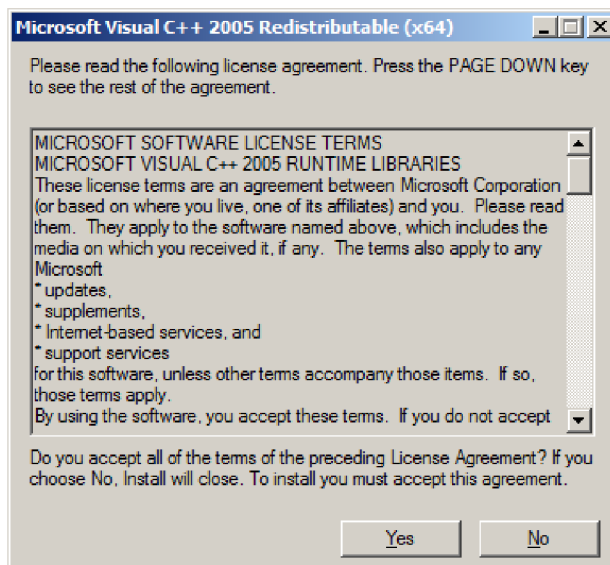 Microsoft Visual C++ 2005 Redistributable (x64)
Please read the following license agreement. Press the PAGE DOWN key
to see the rest of the agreement.
MICROSOFT SOFTWARE LICENSE TERMS
MICROSOFT VISUAL C++ 2005 RUNTIME LIBRARIES
These license terms are an agreement between Microsoft Corporation
(or based on where you live, one of its affiliates) and you.  Please read
them.  They apply to the software named above, which includes the
media on which you received it, if any.  The terms also apply to any
Microsoft
* updates,
* supplements,
* Internet-based services, and
* support services
for this software, unless other terms accompany those items.  If so,
those terms apply.
By using the software, you accept these terms.  If you do not accept
Do you accept all of the terms of the preceding License Agreement? If you
choose No, Install will close. To install you must accept this agreement.
Yes
No